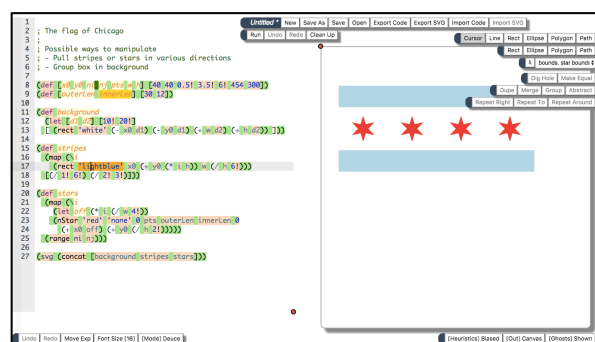 Untitled * New Save As Save Open Export Code Export SVG Import Code Import SVG
Run Undo Redo Clean Up
Cursor Line Rect Ellipse Polygon Path
Rect Ellipse Polygon Path
λ bounds. star bounds
Dig Hole Make Equal
Dupe Merge Group Abstract
Repeat Right Repeat To Repeat Around
1
2 ; The flag of Chicago
3 ;
4 ; Possible ways to manipulate
5 ; - Pull stripes or stars in various directions
6 ; - Group box in background
7
8 (def [x0 y0 ni nj pts w h] [40 40 0.5! 3.5! 6! 454 300])
9 (def [outerLen innerLen] [30 12])
10
11 (def background
12 (let [d1 d2] [10! 20!]
13 [ (rect 'white' (- x0 d1) (- y0 d1) (+ w d2) (+ h d2)) ]))
14
15 (def stripes
16 (map (\i
17 (rect 'lightblue' x0 (+ y0 (* i h)) w (/ h 6!)))
18 [(/ 1! 6!) (/ 2! 3!)]))
19
20 (def stars
21 (map (\i
22 (let off (* i (/ w 4!))
23 (nStar 'red' 'none' 0 pts outerLen innerLen 0
24 (+ x0 off) (+ y0 (/ h 2!)))))
25 (range ni nj)))
26
27 (svg (concat [background stripes stars]))
Undo Redo Move Exp Font Size [16] [Mode] Deuce
[Heuristics] Biased [Out] Canvas [Ghosts] Shown